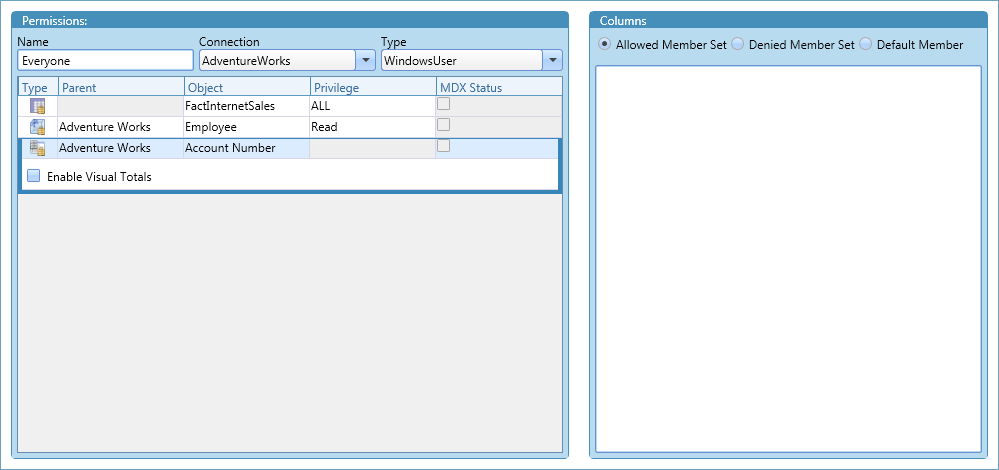 Permissions:
Name Connection Type
Everyone AdventureWorks WindowsUser
Type Parent Object Privilege MDX Status
FactInternetSales ALL
Adventure Works Employee Read
Adventure Works Account Number
Enable Visual Totals
Columns
Allowed Member Set Denied Member Set Default Member